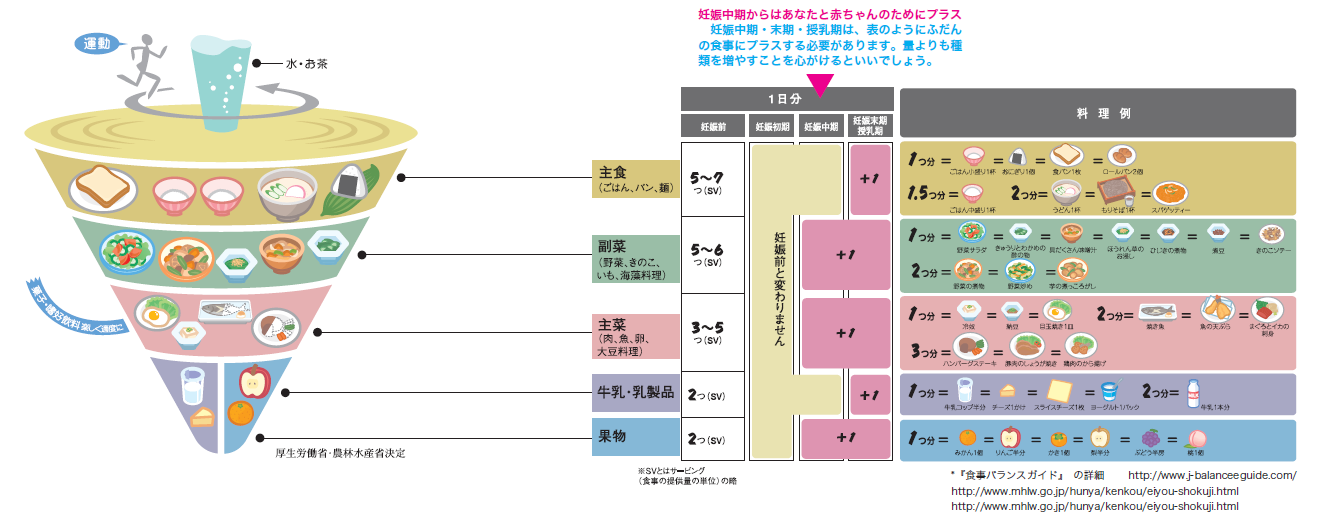 妊娠中期からはあなたと赤ちゃんのためにプラス
妊娠中期・末期・授乳期は、表のようにふだん
の食事にプラスする必要があります。量よりも種
類を増やすことを心がけるといいでしょう。
運動
水・お茶
菓子・嗜好飲料 楽しく適度に
厚生労働省・農林水産省決定
1日分
料理例
妊娠前
妊娠初期
妊娠中期
妊娠末期
授乳期
主食
(ごはん、パン、麺)
5〜7
つ(SV)
+1
1つ分 = ごはん小盛り1杯 = おにぎり1個 = 食パン1枚 = ロールパン2個
1.5つ分 = ごはん中盛り1杯 2つ分 = うどん1杯 = もりそば1杯 = スパゲッティー
副菜
(野菜、きのこ、
いも、海藻料理)
5〜6
つ(SV)
+1
1つ分 = 野菜サラダ = きゅうりとわかめの酢の物 = 具だくさん味噌汁 = ほうれん草のお浸し = ひじきの煮物 = 煮豆 = きのこソテー
2つ分 = 野菜の煮物 = 野菜炒め = 芋の煮っころがし
主菜
(肉、魚、卵、
大豆料理)
3〜5
つ(SV)
+1
1つ分 = 冷奴 = 納豆 = 目玉焼き1皿 2つ分 = 焼き魚 = 魚の天ぷら = まぐろとイカの刺身
3つ分 = ハンバーグステーキ = 豚肉のしょうが焼き = 鶏肉のから揚げ
牛乳・乳製品
2つ(SV)
+1
1つ分 = 牛乳コップ半分 = チーズ1かけ = スライスチーズ1枚 = ヨーグルト1パック 2つ分 = 牛乳1本分
果物
2つ(SV)
+1
1つ分 = みかん1個 = りんご半分 = かき1個 = 梨半分 = ぶどう半房 = 桃1個
妊娠前と変わりません
※SVとはサービング
(食事の提供量の単位)の略
*『食事バランスガイド』 の詳細 http://www.j-balanceeguide.com/
http://www.mhlw.go.jp/hunya/kenkou/eiyou-shokuji.html
http://www.mhlw.go.jp/hunya/kenkou/eiyou-shokuji.html